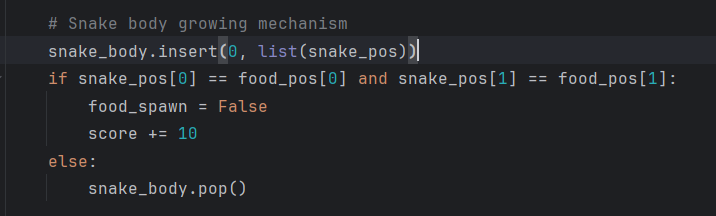 # Snake body growing mechanism
snake_body.insert(0, list(snake_pos))
if snake_pos[0] == food_pos[0] and snake_pos[1] == food_pos[1]:
    food_spawn = False
    score += 10
else:
    snake_body.pop()